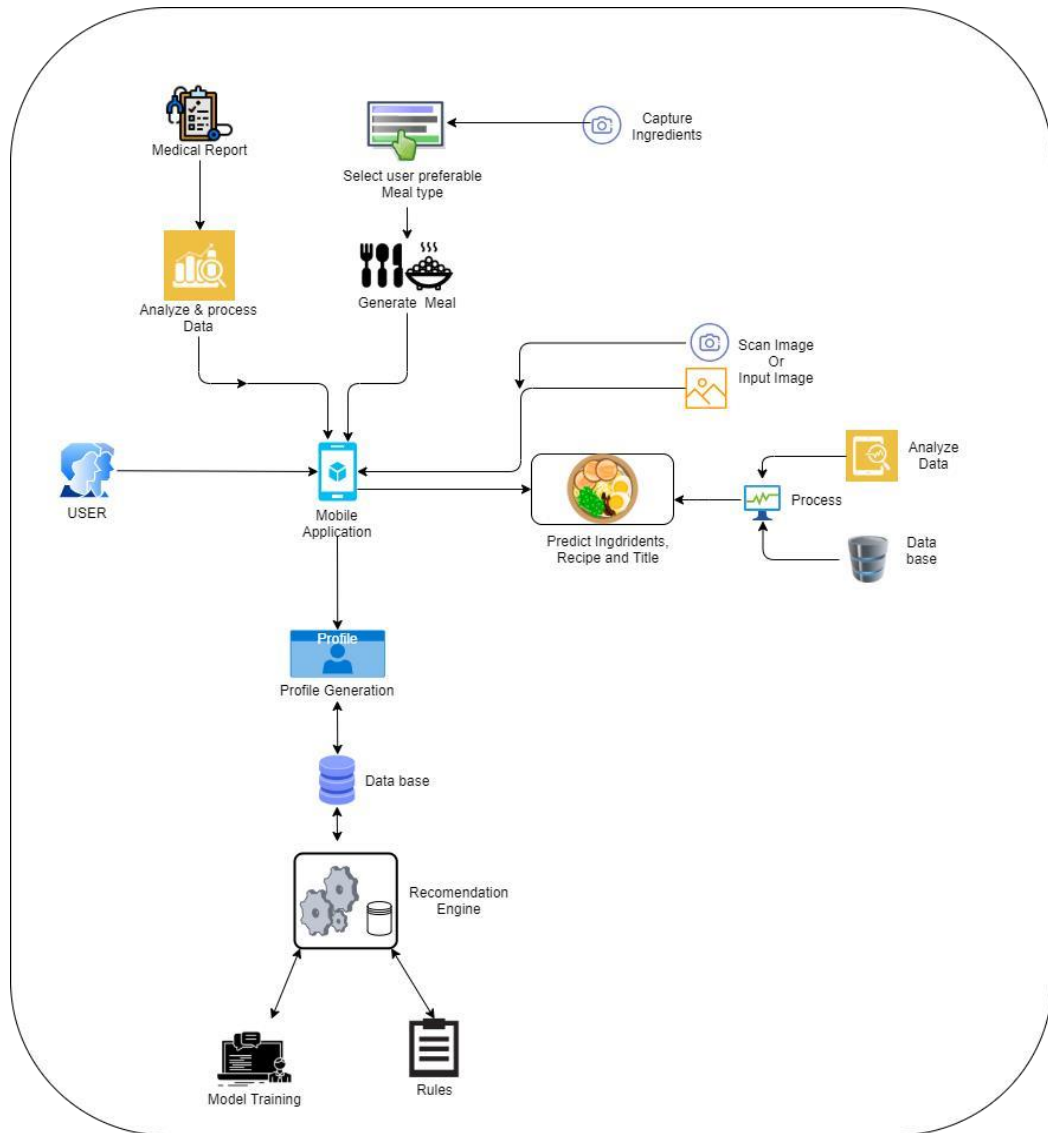 Medical Report
Capture
Ingredients
Select user preferable
Meal type
Analyze & process
Data
Generate Meal
Scan Image
Or
Input Image
USER
Mobile
Application
Predict Ingdridents,
Recipe and Title
Process
Analyze
Data
Data
base
Profile
Profile Generation
Data base
Recomendation
Engine
Model Training
Rules